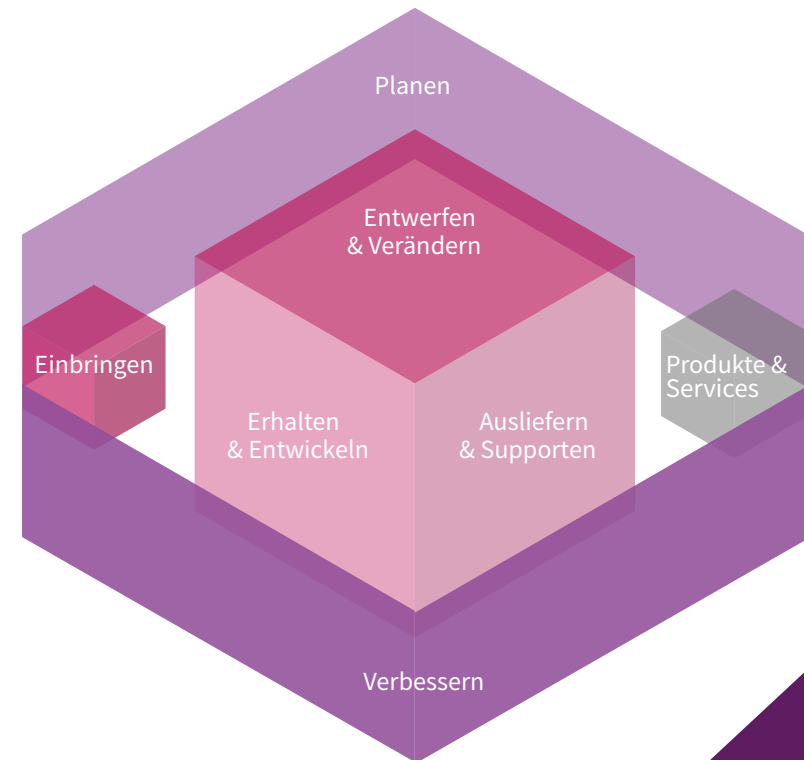 Planen
Entwerfen
& Verändern
Einbringen
Produkte &
Services
Erhalten
& Entwickeln
Ausliefern
& Supporten
Verbessern